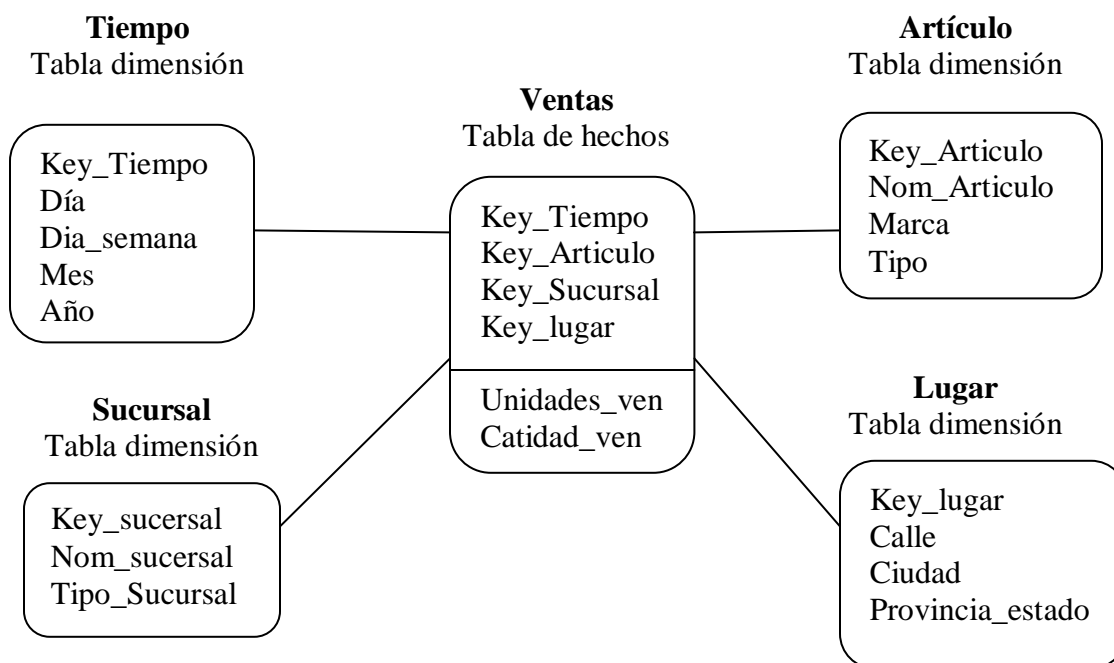 Tiempo
Tabla dimensión
Key_Tiempo
Día
Dia_semana
Mes
Año
Ventas
Tabla de hechos
Key_Tiempo
Key_Articulo
Key_Sucursal
Key_lugar
Unidades_ven
Catidad_ven
Artículo
Tabla dimensión
Key_Articulo
Nom_Articulo
Marca
Tipo
Sucursal
Tabla dimensión
Key_sucersal
Nom_sucersal
Tipo_Sucursal
Lugar
Tabla dimensión
Key_lugar
Calle
Ciudad
Provincia_estado